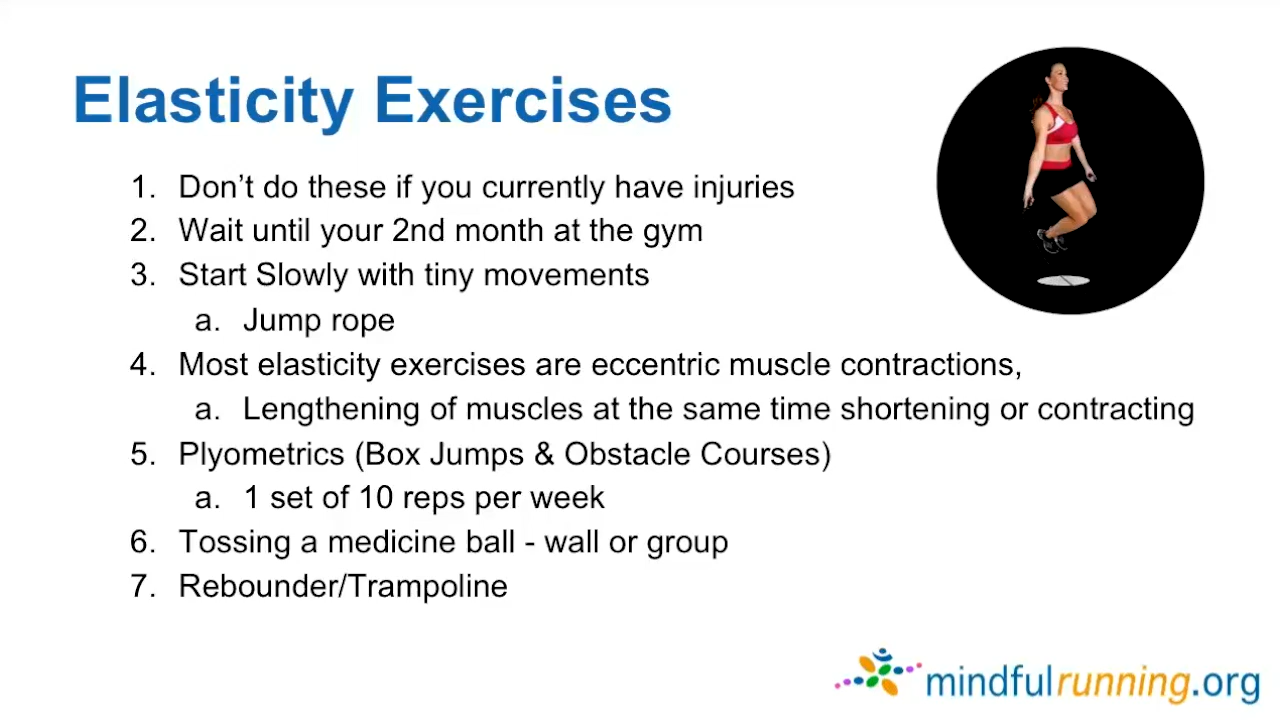 Elasticity Exercises
1. Don't do these if you currently have injuries
2. Wait until your 2nd month at the gym
3. Start Slowly with tiny movements
a. Jump rope
4. Most elasticity exercises are eccentric muscle contractions,
a. Lengthening of muscles at the same time shortening or contracting
5. Plyometrics (Box Jumps & Obstacle Courses)
a. 1 set of 10 reps per week
6. Tossing a medicine ball - wall or group
7. Rebounder/Trampoline
mindfulrunning.org